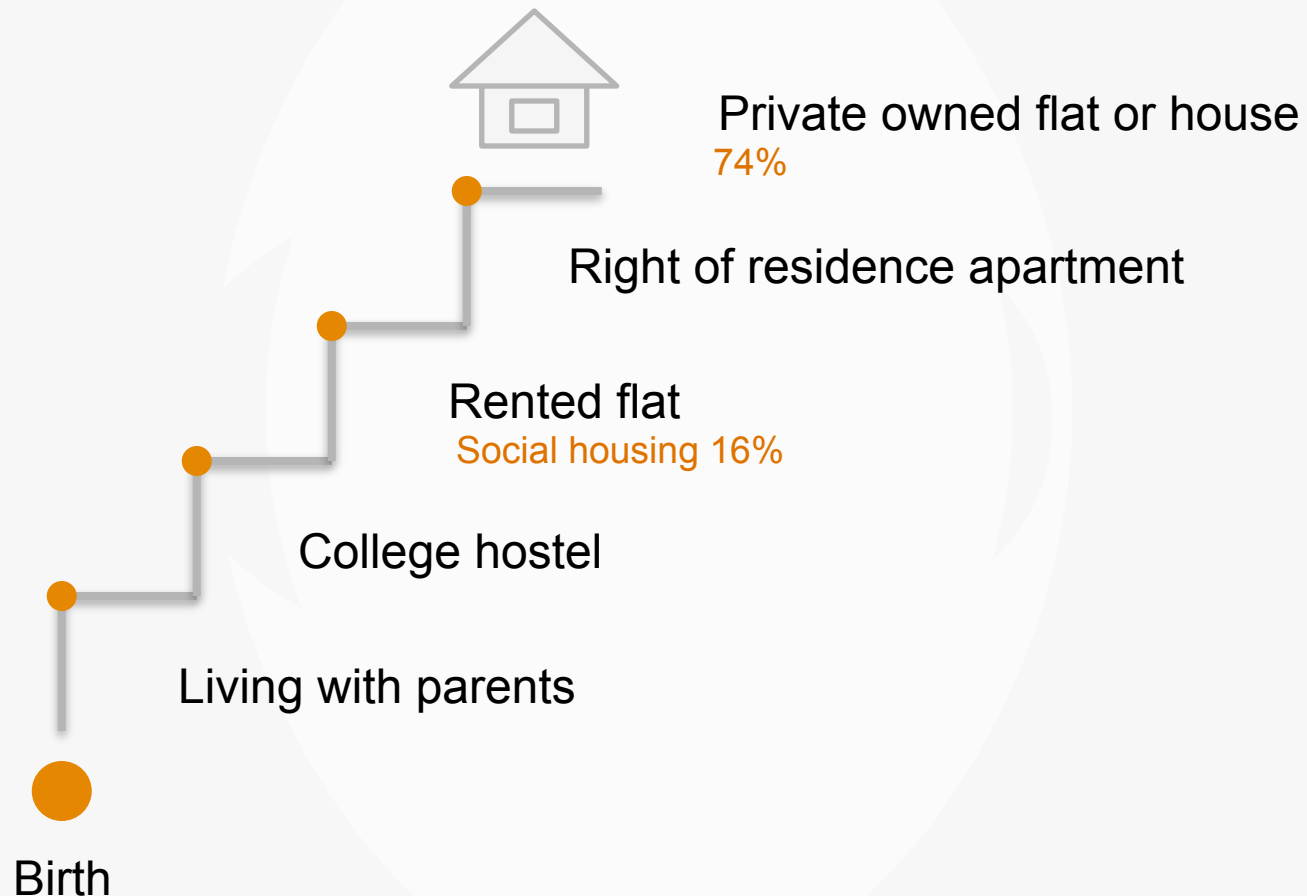 Private owned flat or house
74%
Right of residence apartment
Rented flat
Social housing 16%
College hostel
Living with parents
Birth